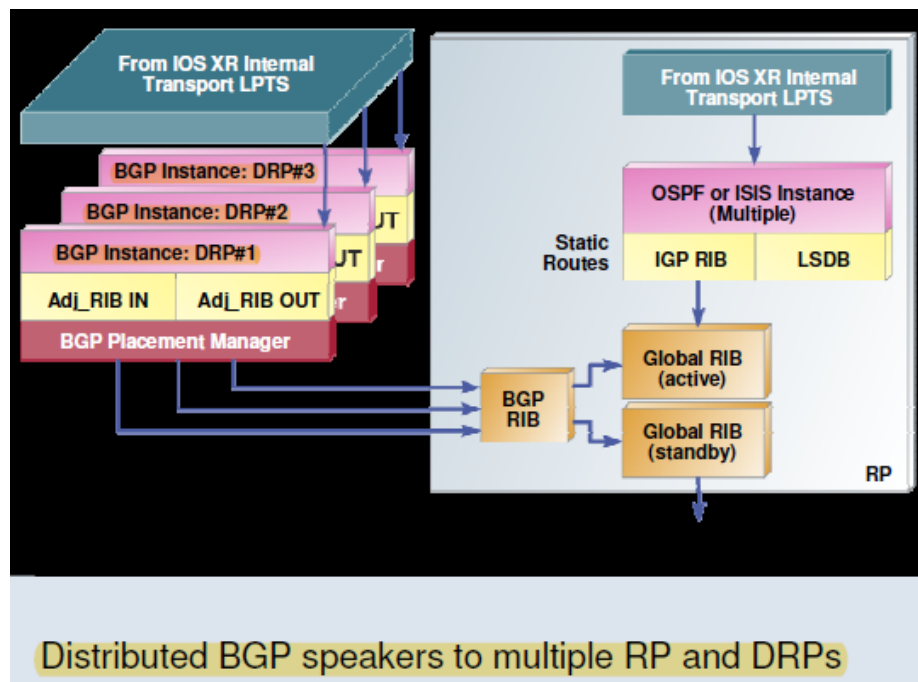 From IOS XR Internal
Transport LPTS
BGP Instance: DRP#3
BGP Instance: DRP#2
UT
BGP Instance: DRP#1
UT
Adj_RIB IN
Adj_RIB OUT
er
r
BGP Placement Manager
From IOS XR Internal
Transport LPTS
OSPF or ISIS Instance
(Multiple)
Static
Routes
IGP RIB
LSDB
BGP
RIB
Global RIB
(active)
Global RIB
(standby)
RP
Distributed BGP speakers to multiple RP and DRPs